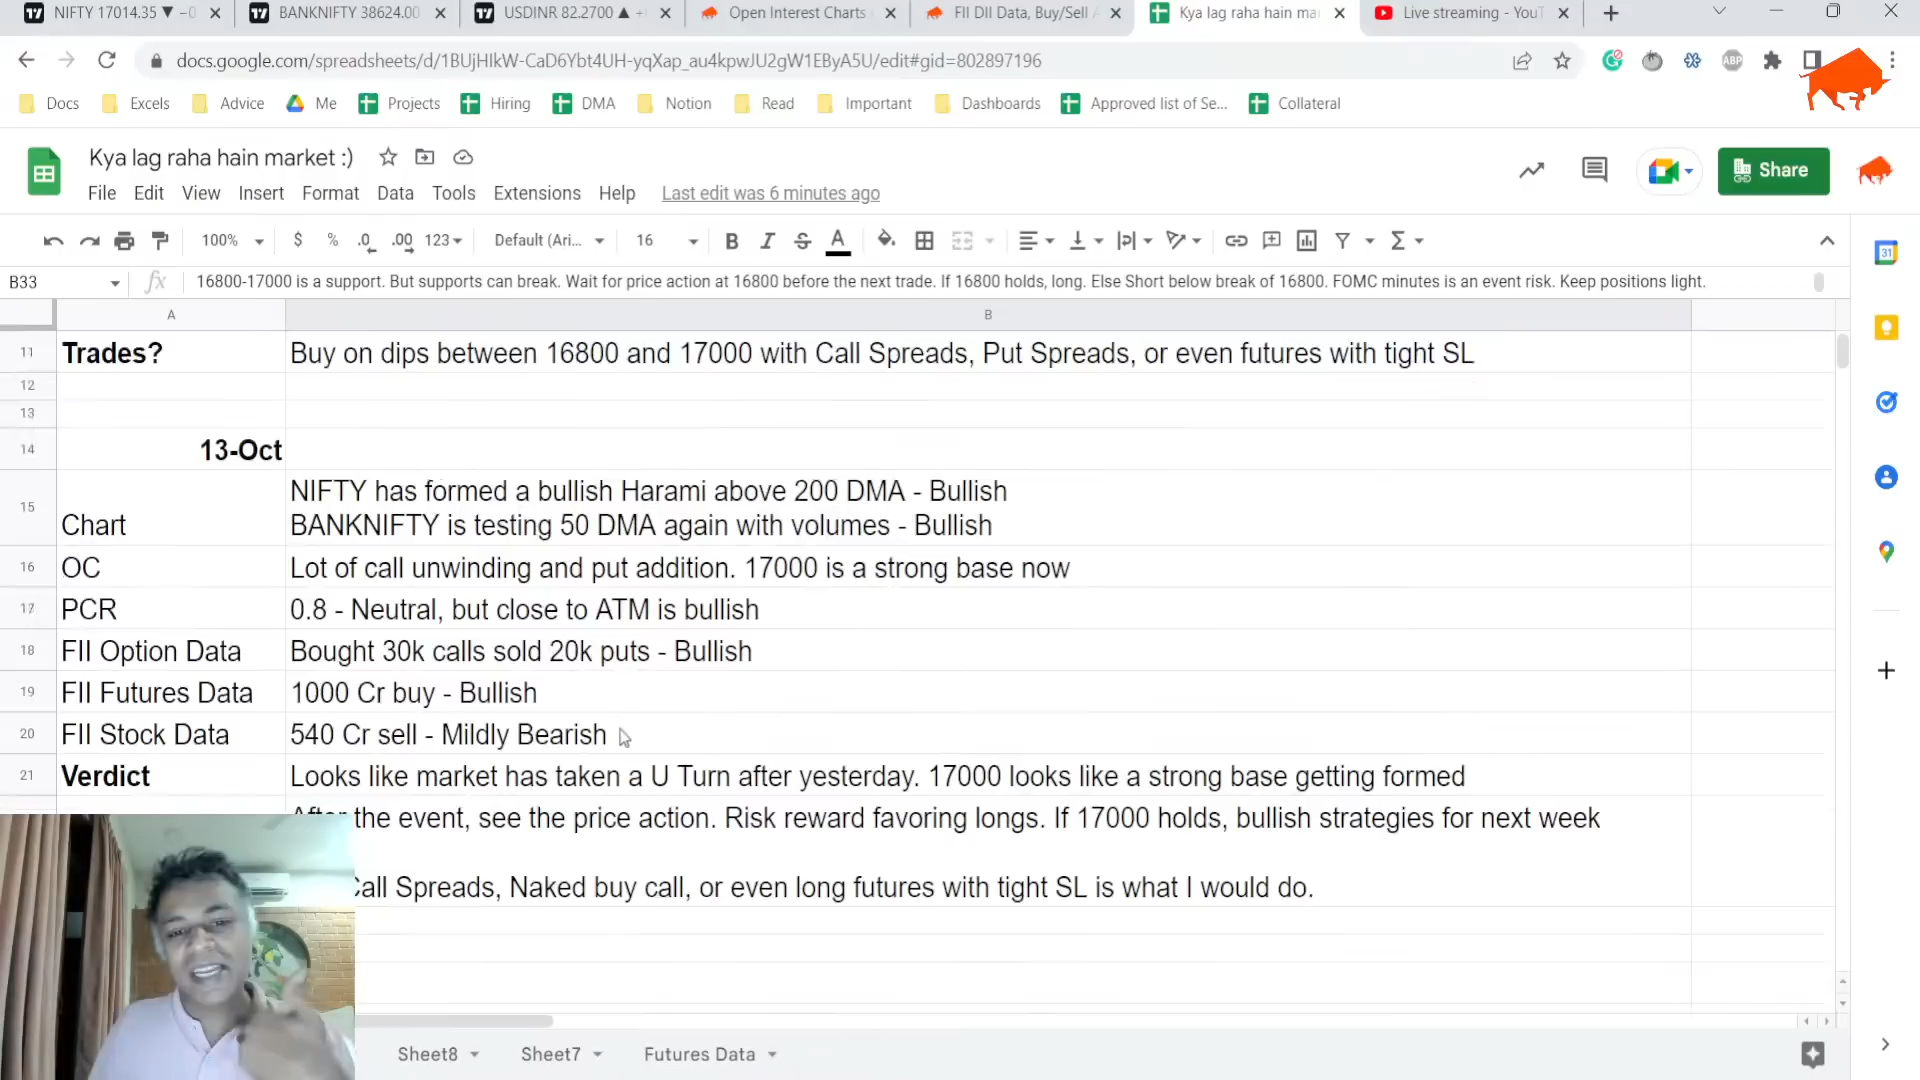 NIFTY 17014.35 ▼ −0
BANKNIFTY 38624.00
USDINR 82.2700 ▲ +
Open Interest Charts
FII DII Data, Buy/Sell
Kya lag raha hain ma
Live streaming - YouT
docs.google.com/spreadsheets/d/1BUjHIkW-CaD6Ybt4UH-yqXap_au4kpwJU2gW1EByA5U/edit#gid=802897196
ABP
Docs
Excels
Advice
Me
Projects
Hiring
DMA
Notion
Read
Important
Dashboards
Approved list of Se...
Collateral
Kya lag raha hain market :)
File Edit View Insert Format Data Tools Extensions Help Last edit was 6 minutes ago
Share
100% $ % .0 .00 123 Default (Ari... 16 B I S A
31
B33
fx 16800-17000 is a support. But supports can break. Wait for price action at 16800 before the next trade. If 16800 holds, long. Else Short below break of 16800. FOMC minutes is an event risk. Keep positions light.
A B
11 Trades? Buy on dips between 16800 and 17000 with Call Spreads, Put Spreads, or even futures with tight SL
12
13
14 13-Oct
15 NIFTY has formed a bullish Harami above 200 DMA - Bullish
Chart BANKNIFTY is testing 50 DMA again with volumes - Bullish
16 OC Lot of call unwinding and put addition. 17000 is a strong base now
17 PCR 0.8 - Neutral, but close to ATM is bullish
18 FII Option Data Bought 30k calls sold 20k puts - Bullish
19 FII Futures Data 1000 Cr buy - Bullish
20 FII Stock Data 540 Cr sell - Mildly Bearish
21 Verdict Looks like market has taken a U Turn after yesterday. 17000 looks like a strong base getting formed
After the event, see the price action. Risk reward favoring longs. If 17000 holds, bullish strategies for next week
Call Spreads, Naked buy call, or even long futures with tight SL is what I would do.
Sheet8
Sheet7
Futures Data